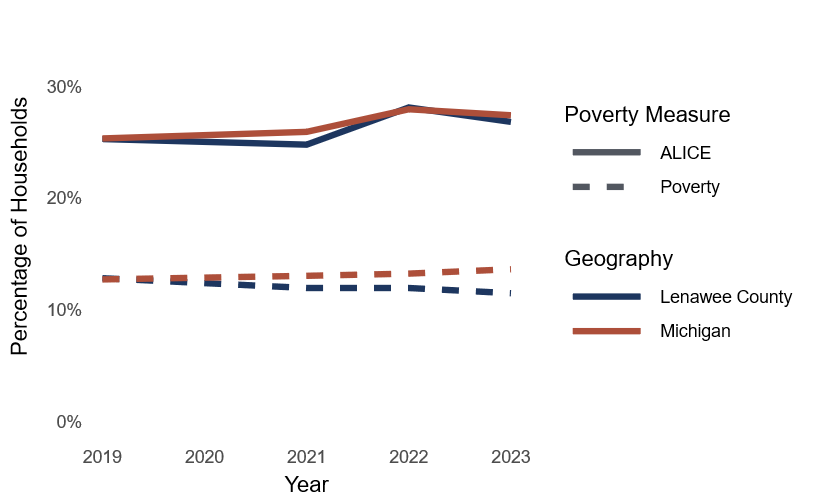 Percentage of Households
30%
20%
10%
0%
2019 2020 2021 2022 2023
Year
Poverty Measure
ALICE
Poverty
Geography
Lenawee County
Michigan